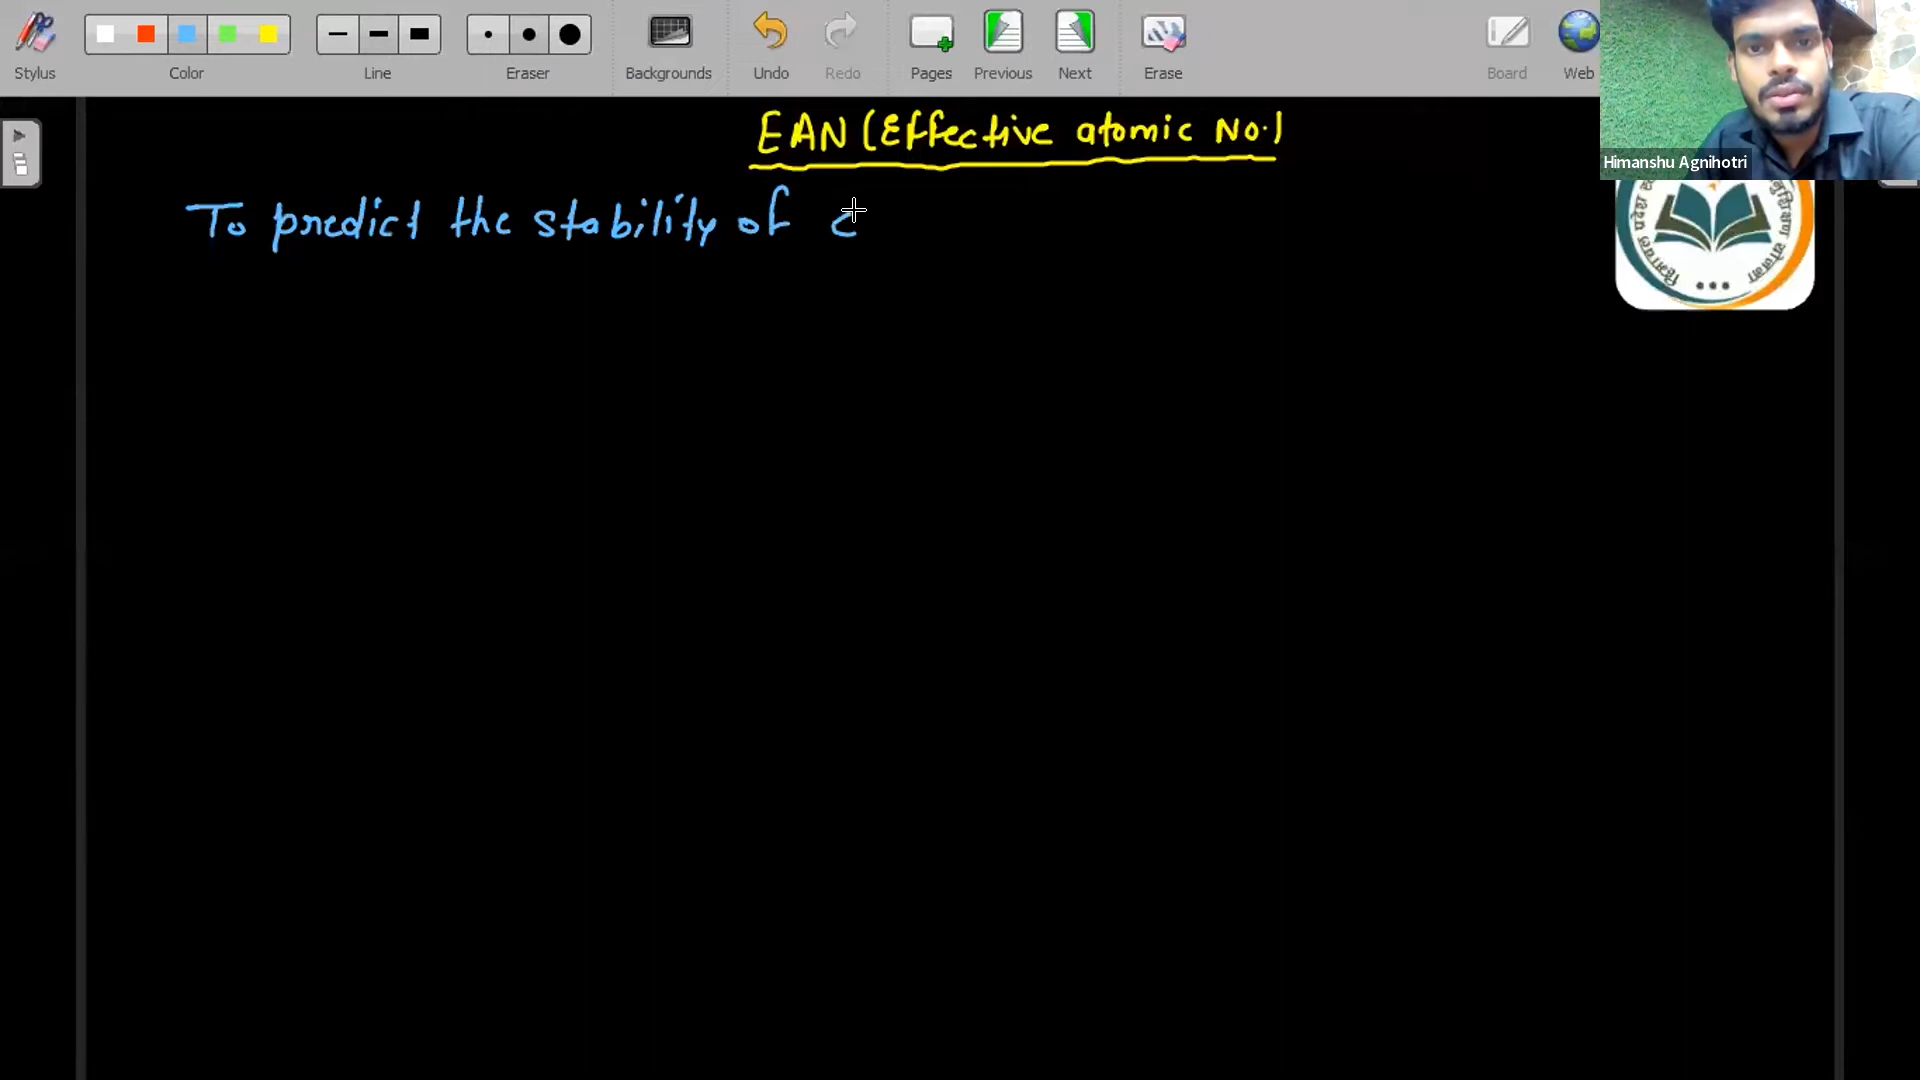 Stylus
Color
Line
Eraser
Backgrounds
Undo
Redo
Pages
Previous
Next
Erase
Board
Web
Himanshu Agnihotri
EAN (Effective atomic No.)
To predict the stability of c